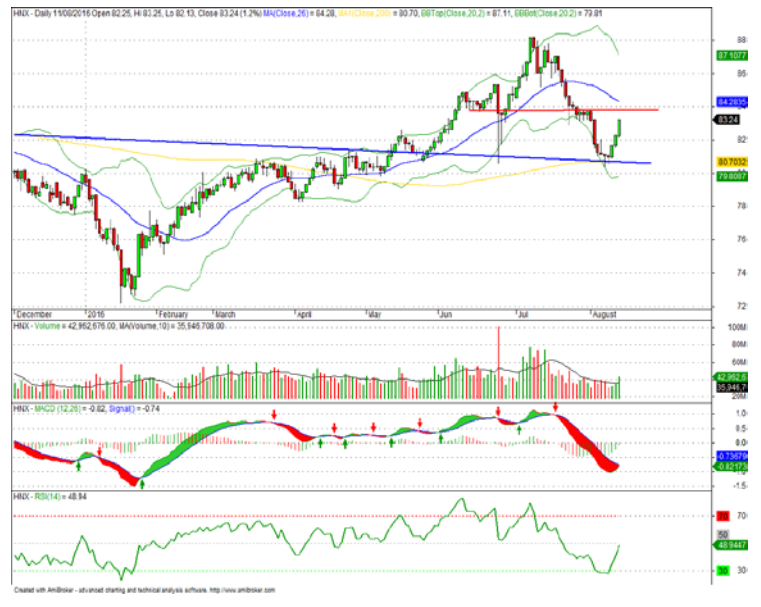 HNX - Daily 11/08/2016 Open 82.25, Hi 83.25, Lo 82.13, Close 83.24 (1.2%) MA(Close,26) = 84.28, MA1(Close,200) = 80.70, BBTop(Close,20,2) = 87.11, BBBot(Close,20,2) = 79.81
88
87.1077
86
84.2835
83.24
82
80.7032
79.8087
78
76
74
72
December 2016 February March April May Jun Jul August
HNX - Volume = 42,962,676.00, MA(Volume,10) = 35,946,708.00
100M
80M
60M
42,962,6
35,946,7
20M
HNX - MACD (12,26) = -0.82, Signal() = -0.74
1.0
0.5
0.0
-0.73679
-0.82173
-1.5
HNX - RSI(14) = 48.94
70 70
50
48.9447
30 30
Created with AmiBroker - advanced charting and technical analysis software. http://www.amibroker.com